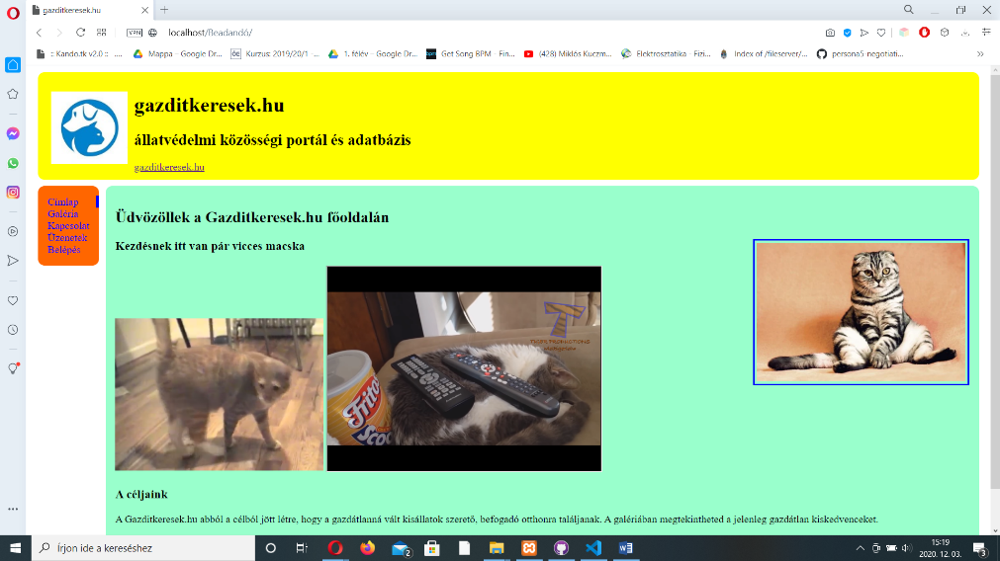 gazditkeresek.hu
VPN localhost/Beadandó/
:: Kando.tk v2.0 :: ... Mappa – Google Dr... Kurzus: 2019/20/1 ... 1. félév – Google Dr... Get Song BPM – Fin... (428) Miklós Kuczm... Elektrosztatika - Fizi... Index of /fileserver/... persona5-negotiati...
gazditkeresek.hu
állatvédelmi közösségi portál és adatbázis
gazditkeresek.hu
Címlap
Galéria
Kapcsolat
Üzenetek
Belépés
Üdvözöllek a Gazditkeresek.hu főoldalán
Kezdésnek itt van pár vicces macska
A céljaink
A Gazditkeresek.hu abból a célból jött létre, hogy a gazdátlanná vált kisállatok szerető, befogadó otthonra találjanak. A galériában megtekintheted a jelenleg gazdátlan kiskedvenceket.
Írjon ide a kereséshez
2
15:19
2020. 12. 03.
3